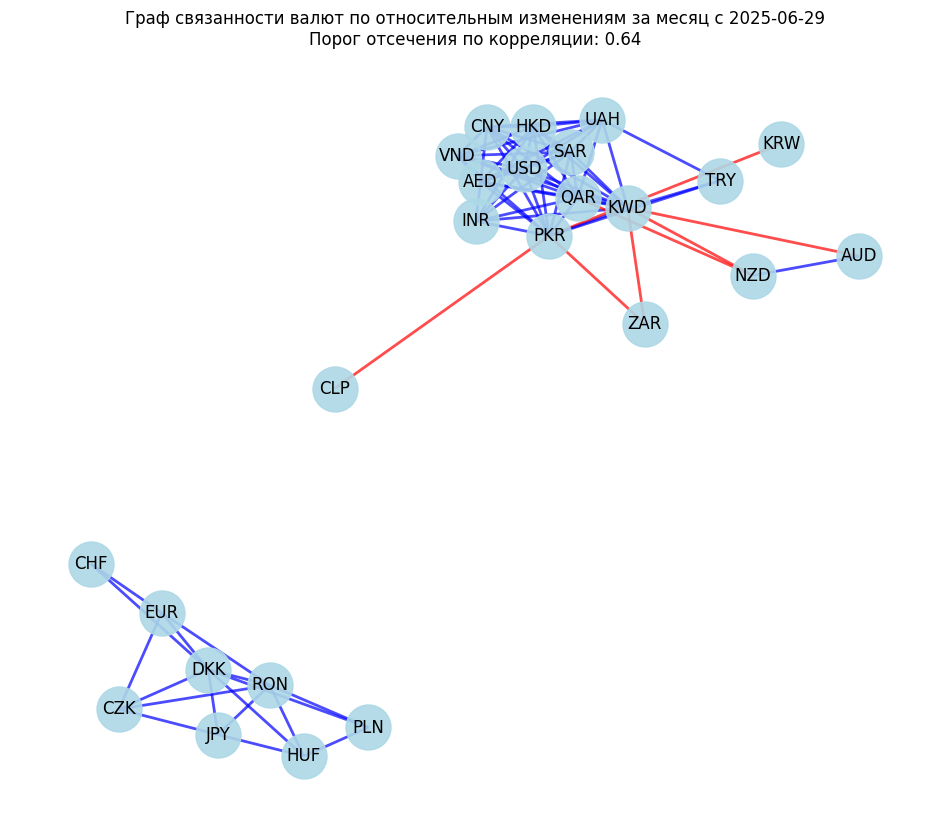 Граф связанности валют по относительным изменениям за месяц с 2025-06-29
Порог отсечения по корреляции: 0.64
CNY
HKD
UAH
KRW
VND
SAR
AED
USD
TRY
QAR
KWD
INR
PKR
AUD
NZD
ZAR
CLP
CHF
EUR
DKK
RON
CZK
JPY
PLN
HUF